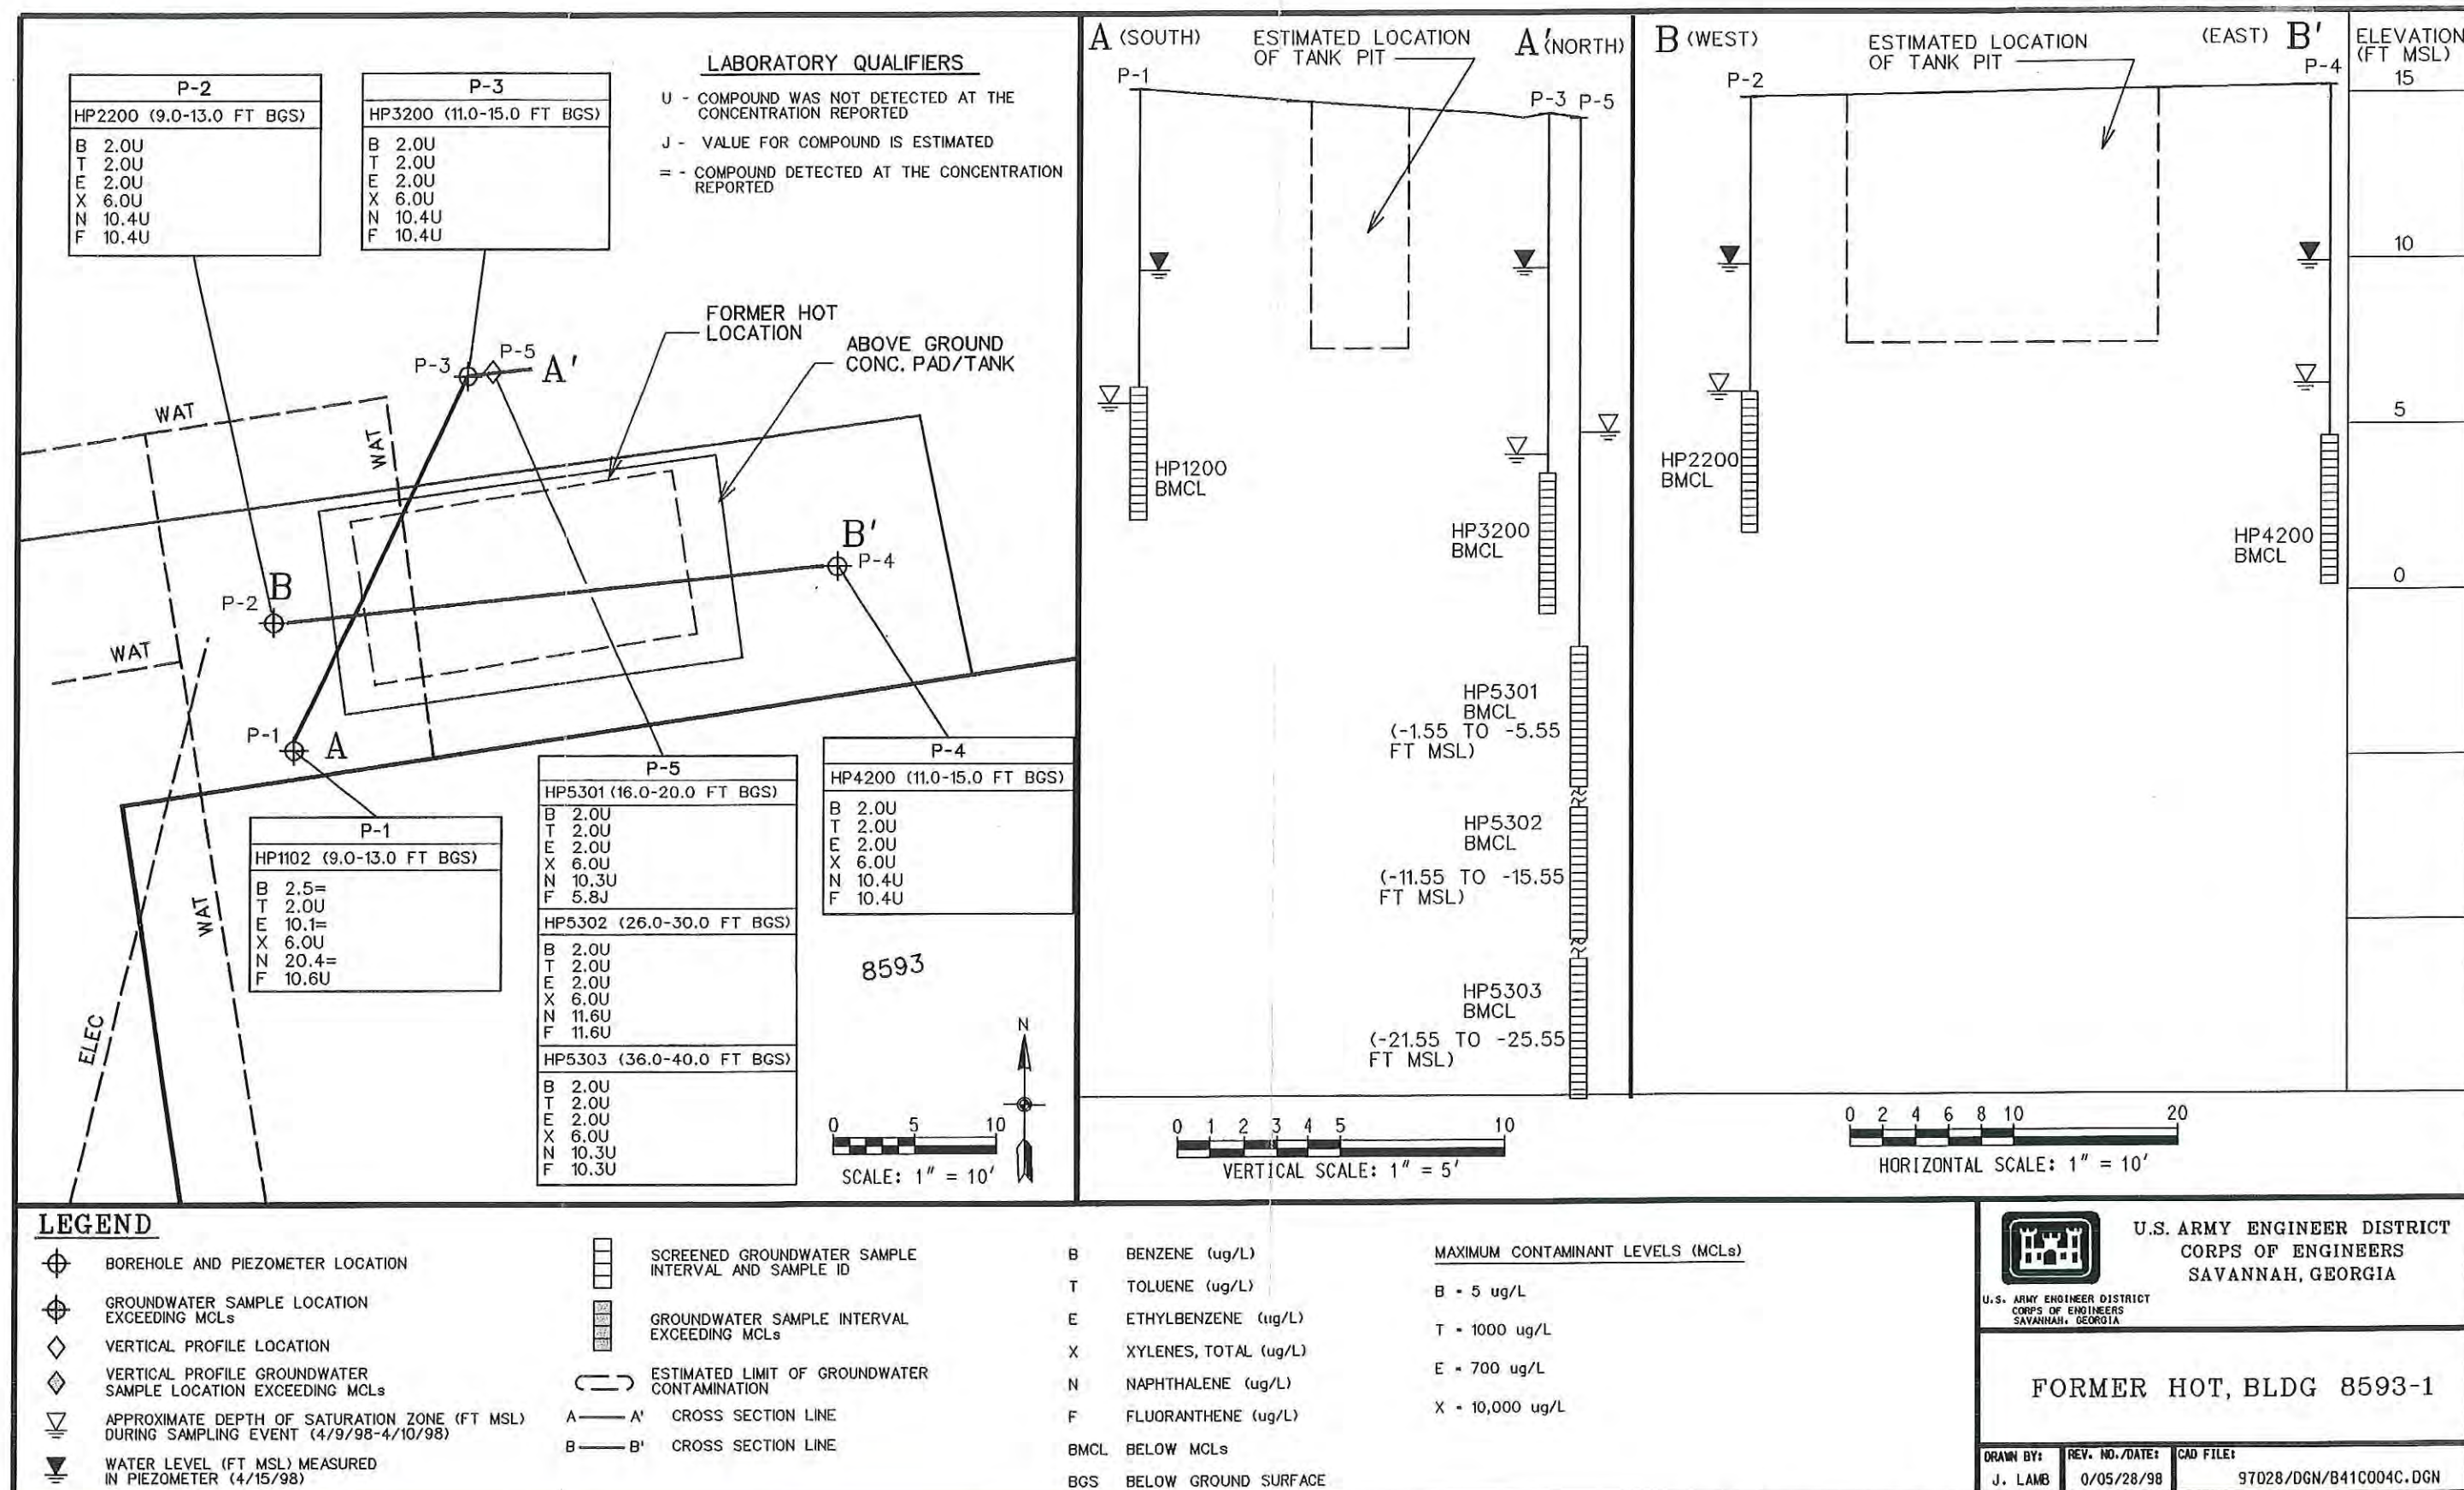 P-2
HP2200 (9.0-13.0 FT BGS)
B 2.0U
T 2.0U
E 2.0U
X 6.0U
N 10.4U
F 10.4U
P-3
HP3200 (11.0-15.0 FT BGS)
B 2.0U
T 2.0U
E 2.0U
X 6.0U
N 10.4U
F 10.4U
LABORATORY QUALIFIERS
U - COMPOUND WAS NOT DETECTED AT THE
CONCENTRATION REPORTED
J - VALUE FOR COMPOUND IS ESTIMATED
= - COMPOUND DETECTED AT THE CONCENTRATION
REPORTED
FORMER HOT
LOCATION
ABOVE GROUND
CONC. PAD/TANK
P-3
P-5
A'
WAT
WAT
B'
P-4
B
P-2
WAT
P-1
A
WAT
ELEC
P-1
HP1102 (9.0-13.0 FT BGS)
B 2.5=
T 2.0U
E 10.1=
X 6.0U
N 20.4=
F 10.6U
P-5
HP5301 (16.0-20.0 FT BGS)
B 2.0U
T 2.0U
E 2.0U
X 6.0U
N 10.3U
F 5.8J
HP5302 (26.0-30.0 FT BGS)
B 2.0U
T 2.0U
E 2.0U
X 6.0U
N 11.6U
F 11.6U
HP5303 (36.0-40.0 FT BGS)
B 2.0U
T 2.0U
E 2.0U
X 6.0U
N 10.3U
F 10.3U
P-4
HP4200 (11.0-15.0 FT BGS)
B 2.0U
T 2.0U
E 2.0U
X 6.0U
N 10.4U
F 10.4U
8593
N
0 5 10
SCALE: 1" = 10'
A (SOUTH)
ESTIMATED LOCATION
OF TANK PIT
A' (NORTH)
P-1
P-3 P-5
HP1200
BMCL
HP3200
BMCL
HP5301
BMCL
(-1.55 TO -5.55
FT MSL)
HP5302
BMCL
(-11.55 TO -15.55
FT MSL)
HP5303
BMCL
(-21.55 TO -25.55
FT MSL)
0 1 2 3 4 5 10
VERTICAL SCALE: 1" = 5'
B (WEST)
ESTIMATED LOCATION
OF TANK PIT
(EAST) B'
P-2
P-4
HP2200
BMCL
HP4200
BMCL
ELEVATION
(FT MSL)
15
10
5
0
0 2 4 6 8 10 20
HORIZONTAL SCALE: 1" = 10'
LEGEND
BOREHOLE AND PIEZOMETER LOCATION
GROUNDWATER SAMPLE LOCATION
EXCEEDING MCLs
VERTICAL PROFILE LOCATION
VERTICAL PROFILE GROUNDWATER
SAMPLE LOCATION EXCEEDING MCLs
APPROXIMATE DEPTH OF SATURATION ZONE (FT MSL)
DURING SAMPLING EVENT (4/9/98-4/10/98)
WATER LEVEL (FT MSL) MEASURED
IN PIEZOMETER (4/15/98)
SCREENED GROUNDWATER SAMPLE
INTERVAL AND SAMPLE ID
GROUNDWATER SAMPLE INTERVAL
EXCEEDING MCLs
ESTIMATED LIMIT OF GROUNDWATER
CONTAMINATION
A A' CROSS SECTION LINE
B B' CROSS SECTION LINE
B BENZENE (ug/L)
T TOLUENE (ug/L)
E ETHYLBENZENE (ug/L)
X XYLENES, TOTAL (ug/L)
N NAPHTHALENE (ug/L)
F FLUORANTHENE (ug/L)
BMCL BELOW MCLs
BGS BELOW GROUND SURFACE
MAXIMUM CONTAMINANT LEVELS (MCLs)
B = 5 ug/L
T = 1000 ug/L
E = 700 ug/L
X = 10,000 ug/L
U.S. ARMY ENGINEER DISTRICT
CORPS OF ENGINEERS
SAVANNAH, GEORGIA
U.S. ARMY ENGINEER DISTRICT
CORPS OF ENGINEERS
SAVANNAH, GEORGIA
FORMER HOT, BLDG 8593-1
DRAWN BY:
J. LAMB
REV. NO./DATE:
0/05/28/98
CAD FILE:
97028/DGN/B41C004C.DGN